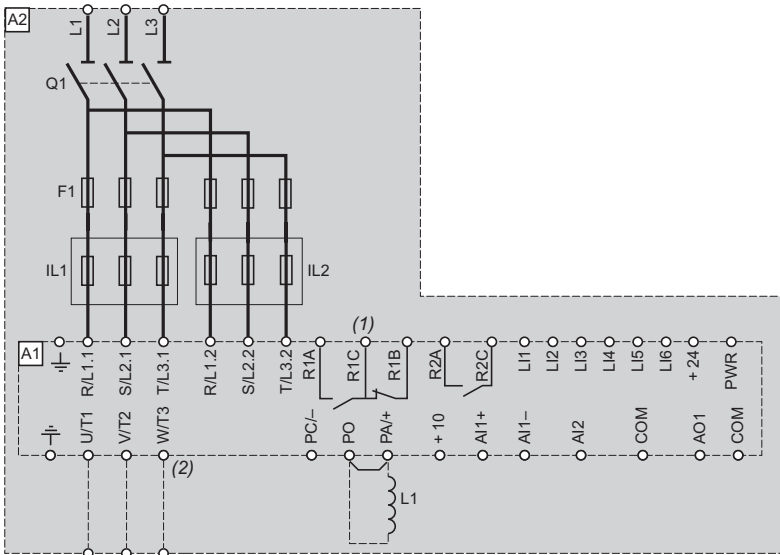 A2
L1 L2 L3
Q1
F1
IL1 IL2
(1)
A1
R/L1.1 S/L2.1 T/L3.1 R/L1.2 S/L2.2 T/L3.2 R1A R1C R1B R2A R2C LI1 LI2 LI3 LI4 LI5 LI6 + 24 PWR
U/T1 V/T2 W/T3 PC/– PO PA/+ + 10 AI1+ AI1– AI2 COM AO1 COM
(2)
L1